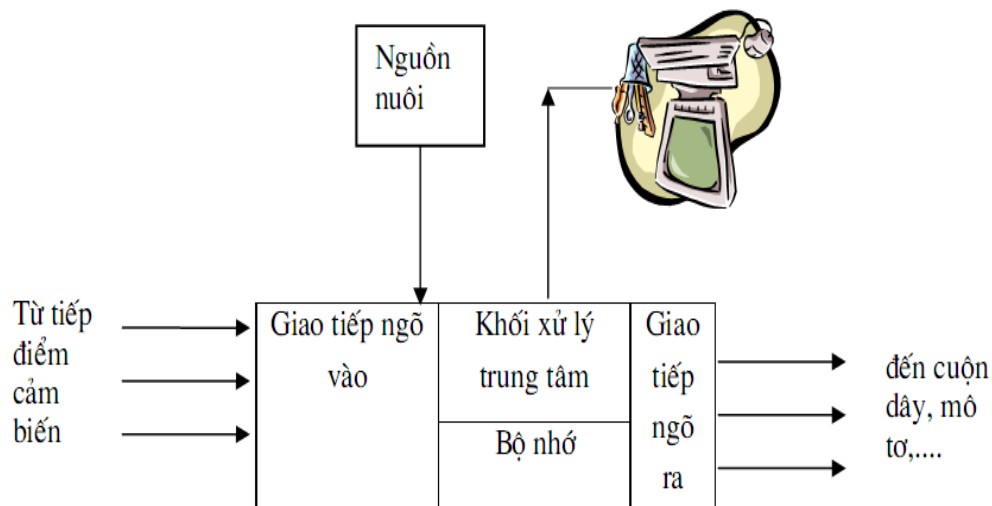 Nguồn
nuôi
Từ tiếp
điểm
cảm
biến
Giao tiếp ngõ
vào
Khối xử lý
trung tâm
Bộ nhớ
Giao
tiếp
ngõ
ra
đến cuộn
dây, mô
tơ,....